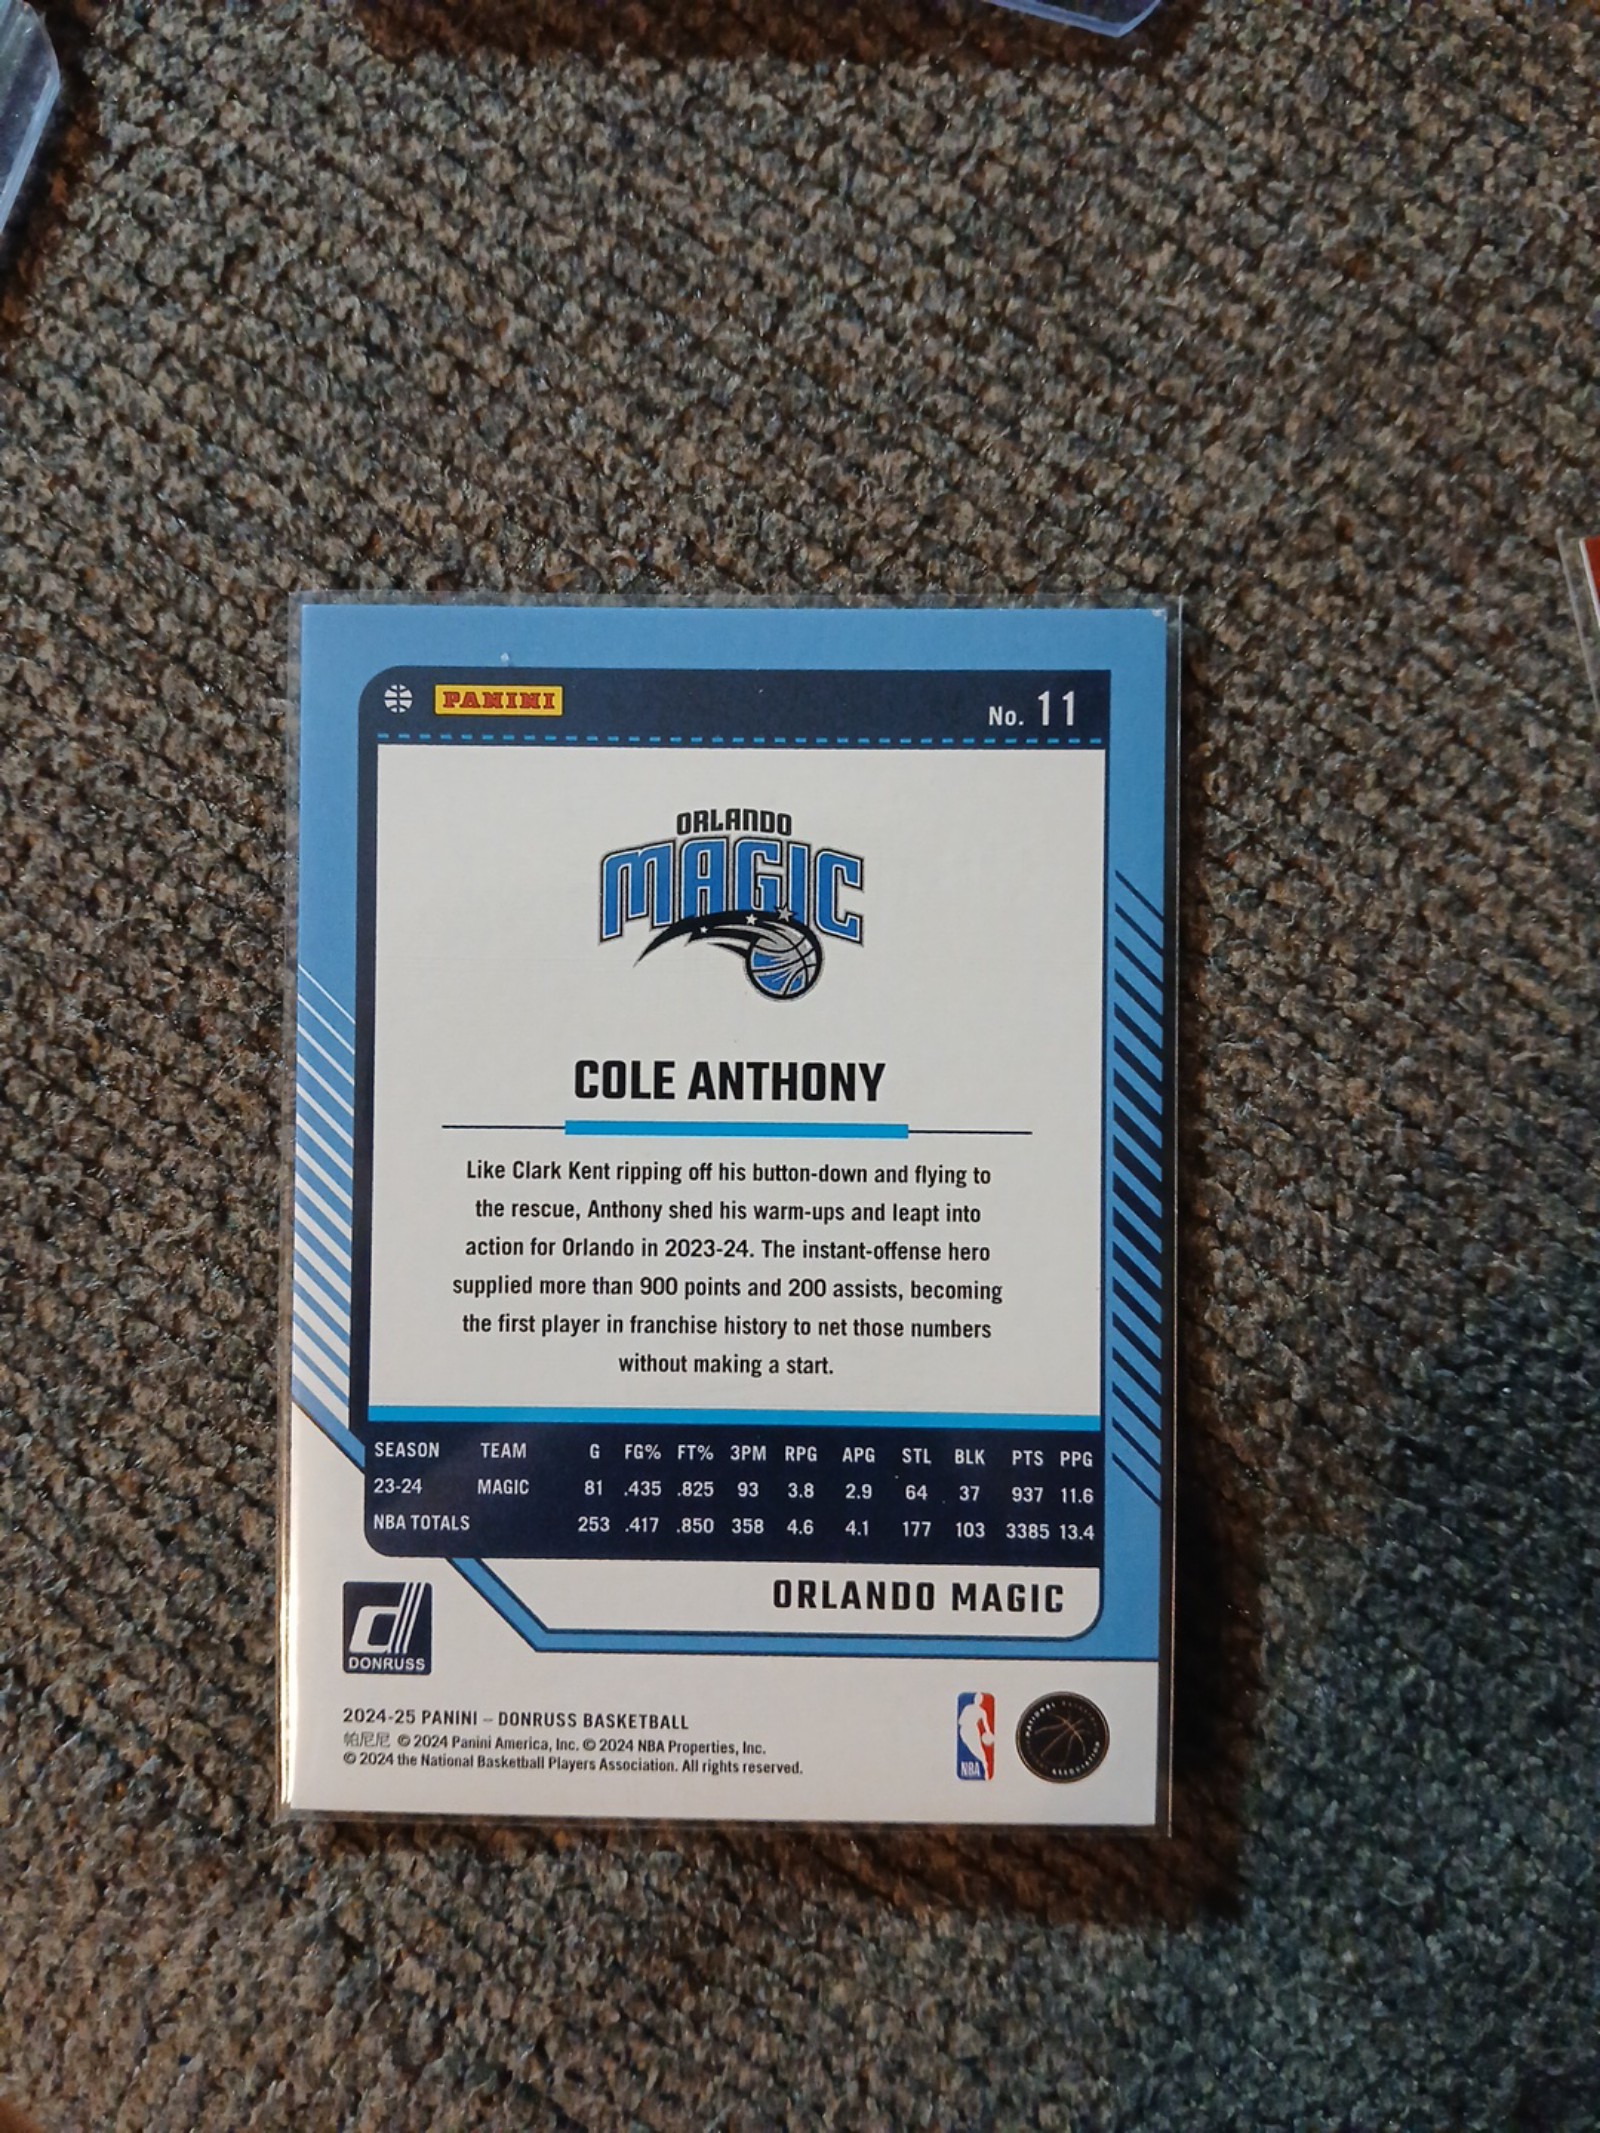 PANINI
No. 11
ORLANDO
MAGIC
COLE ANTHONY
Like Clark Kent ripping off his button-down and flying to
the rescue, Anthony shed his warm-ups and leapt into
action for Orlando in 2023-24. The instant-offense hero
supplied more than 900 points and 200 assists, becoming
the first player in franchise history to net those numbers
without making a start.
SEASON TEAM G FG% FT% 3PM RPG APG STL BLK PTS PPG
23-24 MAGIC 81 .435 .825 93 3.8 2.9 64 37 937 11.6
NBA TOTALS 253 .417 .850 358 4.6 4.1 177 103 3385 13.4
ORLANDO MAGIC
DONRUSS
2024-25 PANINI – DONRUSS BASKETBALL
帕尼尼 © 2024 Panini America, Inc. © 2024 NBA Properties, Inc.
© 2024 the National Basketball Players Association. All rights reserved.
NBA